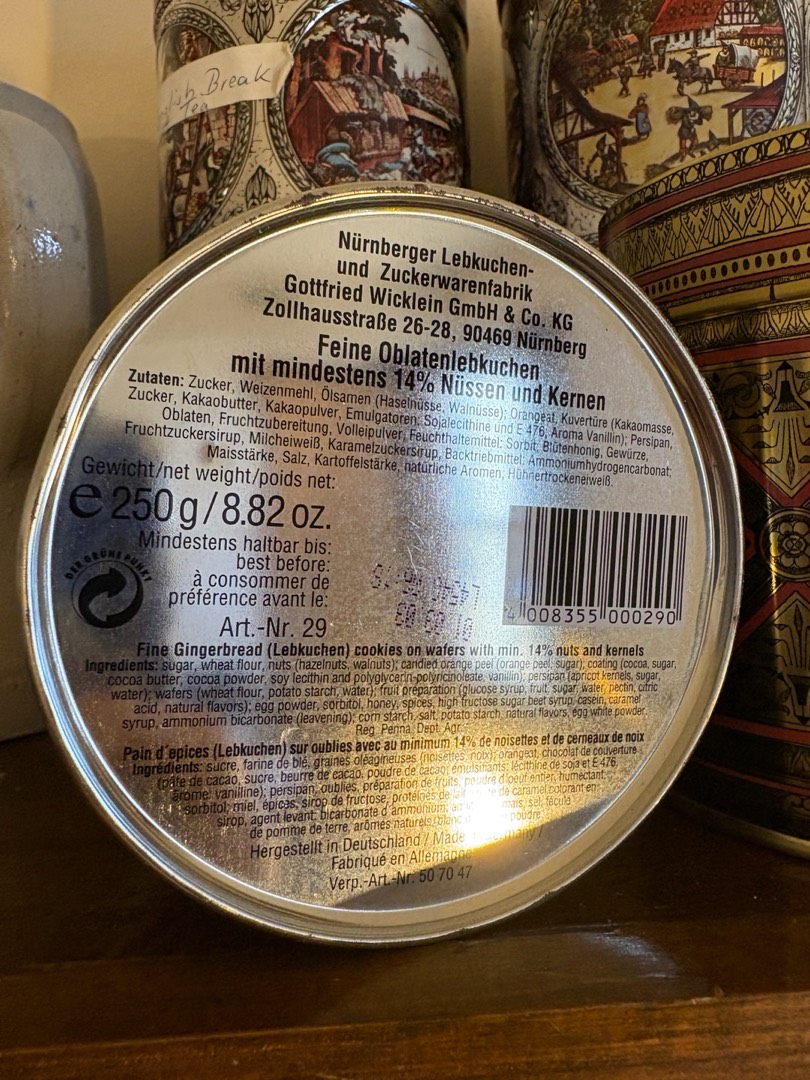 Break
Tea
Nürnberger Lebkuchen-
und Zuckerwarenfabrik
Gottfried Wicklein GmbH & Co. KG
Zollhausstraße 26-28, 90469 Nürnberg
Feine Oblatenlebkuchen
mit mindestens 14% Nüssen und Kernen
Zutaten: Zucker, Weizenmehl, Ölsamen (Haselnüsse, Walnüsse); Orangeat, Kuvertüre (Kakaomasse,
Zucker, Kakaobutter, Kakaopulver, Emulgatoren: Sojalecithine und E 476, Aroma Vanillin); Persipan,
Oblaten, Fruchtzubereitung, Volleipulver, Feuchthaltemittel: Sorbit, Blütenhonig, Gewürze,
Fruchtzuckersirup, Milcheiweiß, Karamelzuckersirup, Backtriebmittel: Ammoniumhydrogencarbonat;
Maisstärke, Salz, Kartoffelstärke, natürliche Aromen, Hühnertrockeneiweiß.
Gewicht/net weight/poids net:
e 250 g / 8.82 oz.
Mindestens haltbar bis:
best before:
à consommer de
préférence avant le:
DER GRÜNE PUNKT
4 008355 000290
Art.-Nr. 29
Fine Gingerbread (Lebkuchen) cookies on wafers with min. 14% nuts and kernels
Ingredients: sugar, wheat flour, nuts (hazelnuts, walnuts); candied orange peel (orange peel, sugar); coating (cocoa, sugar,
cocoa butter, cocoa powder, soy lecithin and polyglycerin-polyricinoleate, vanillin); persipan (apricot kernels, sugar,
water); wafers (wheat flour, potato starch, water); fruit preparation (glucose syrup, fruit, sugar, water, pectin, citric
acid, natural flavors); egg powder, sorbitol, honey, spices, high fructose sugar beet syrup, casein, caramel
syrup, ammonium bicarbonate (leavening); corn starch, salt, potato starch, natural flavors, egg white powder.
Reg. Penna. Dept. Agr.
Pain d'epices (Lebkuchen) sur oublies avec au minimum 14% de noisettes et de cerneaux de noix
Ingrédients: sucre, farine de blé, graines oléagineuses (noisettes, noix); orangeat, chocolat de couverture
(pâte de cacao, sucre, beurre de cacao, poudre de cacao, émulsifiants: lécithine de soja et E 476,
arôme: vanilline); persipan, oublies, préparation de fruits, poudre d'oeuf entier, humectant:
sorbitol; miel, épices, sirop de fructose, protéines de de caramel colorant en
sirop, agent levant: bicarbonate d'ammonium; maïs, sel, fécule
de pomme de terre, arômes naturels, blanc poudre.
Hergestellt in Deutschland / Made Germany /
Fabriqué en Allemagne
Verp.-Art.-Nr. 50 70 47